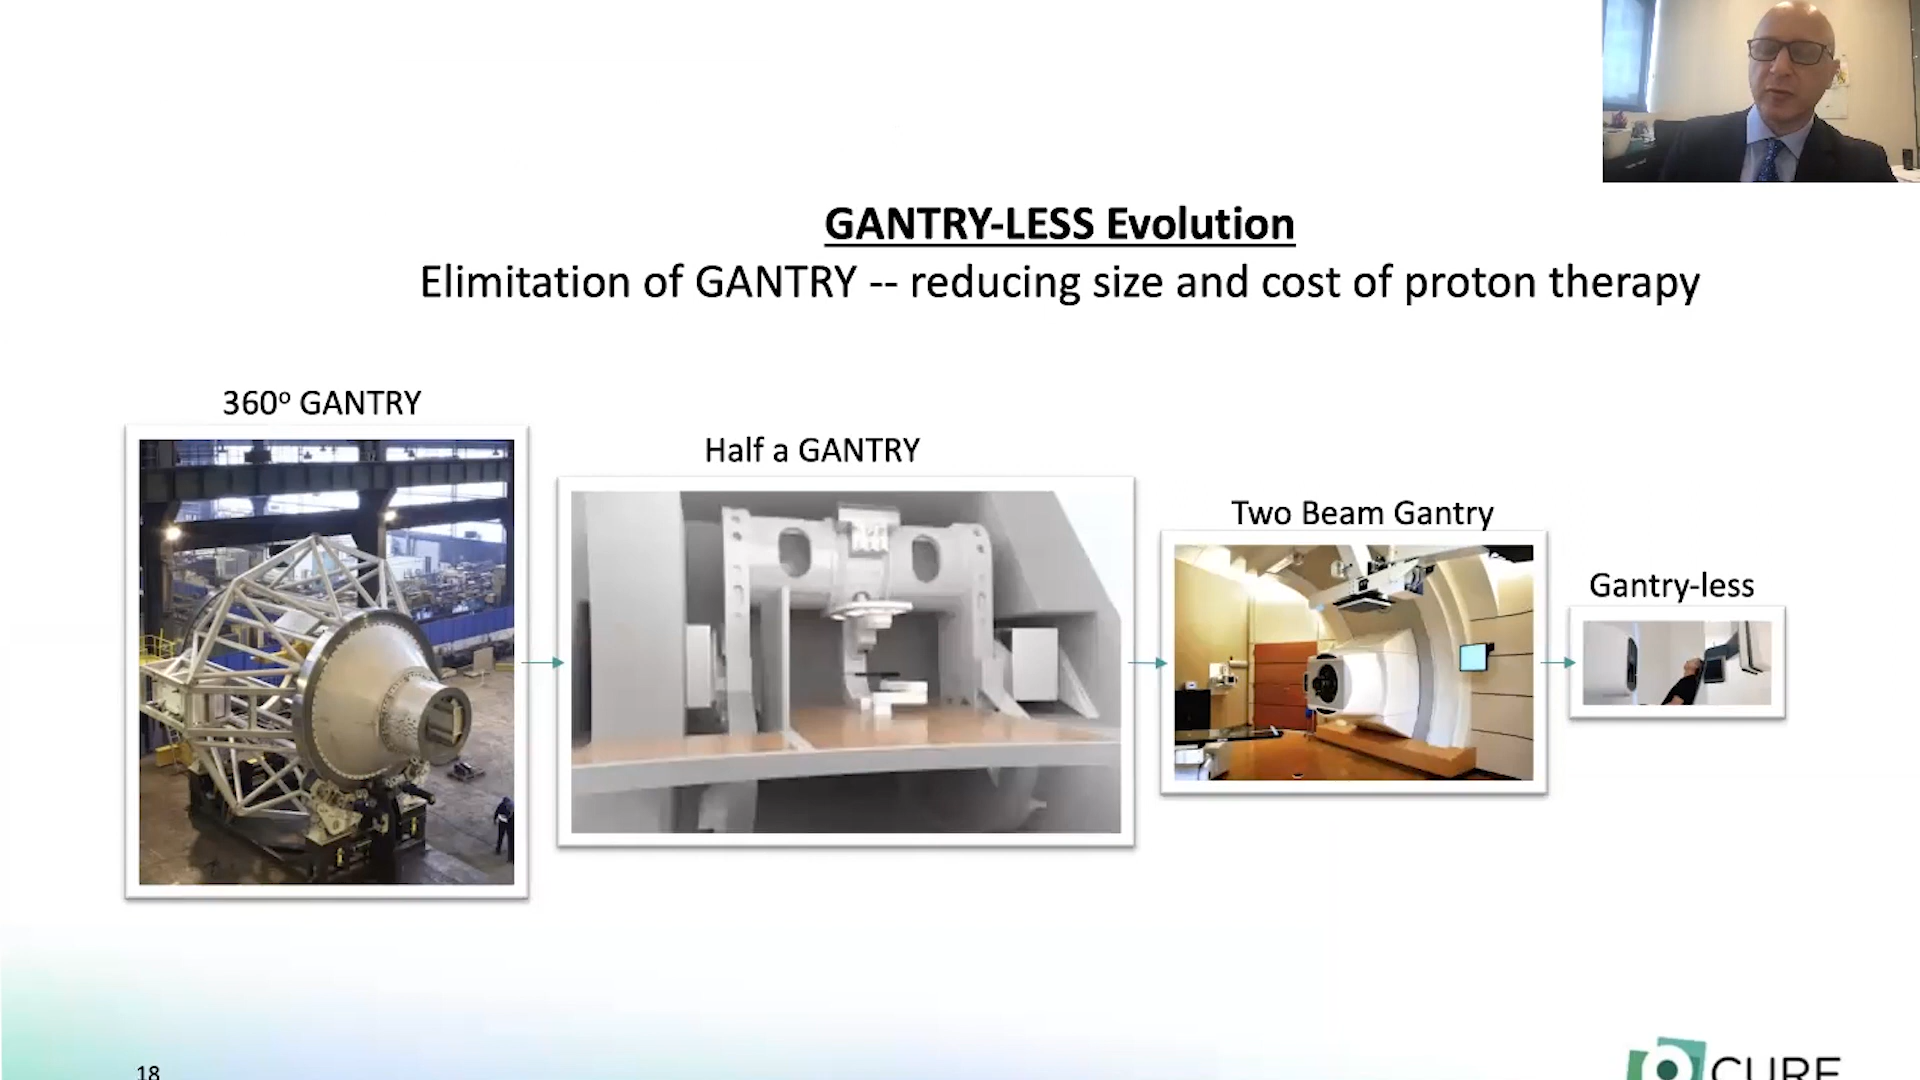 GANTRY-LESS Evolution
Elimitation of GANTRY -- reducing size and cost of proton therapy
360º GANTRY
Half a GANTRY
Two Beam Gantry
Gantry-less
18
CURE